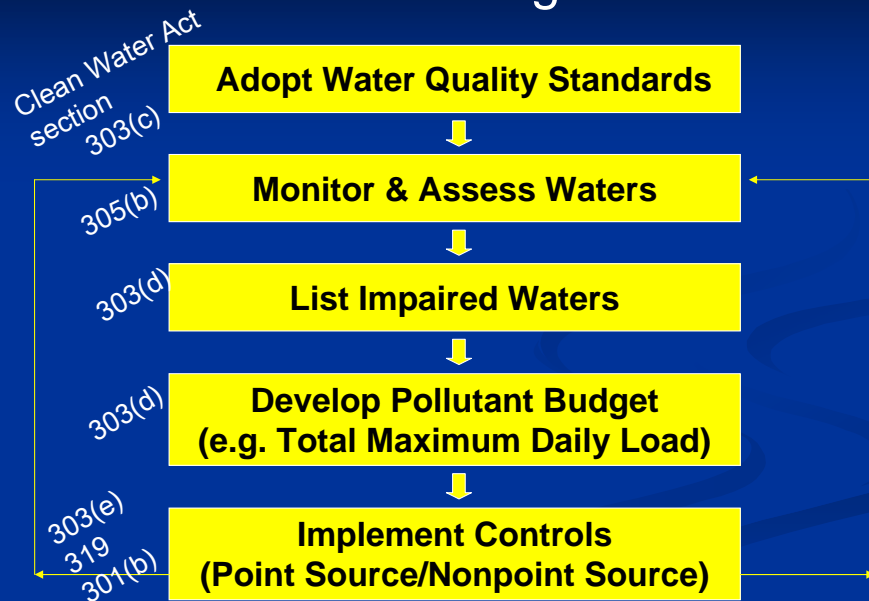 Clean Water Act
section
303(c)
Adopt Water Quality Standards
305(b)
Monitor & Assess Waters
303(d)
List Impaired Waters
303(d)
Develop Pollutant Budget
(e.g. Total Maximum Daily Load)
303(e)
319
301(b)
Implement Controls
(Point Source/Nonpoint Source)